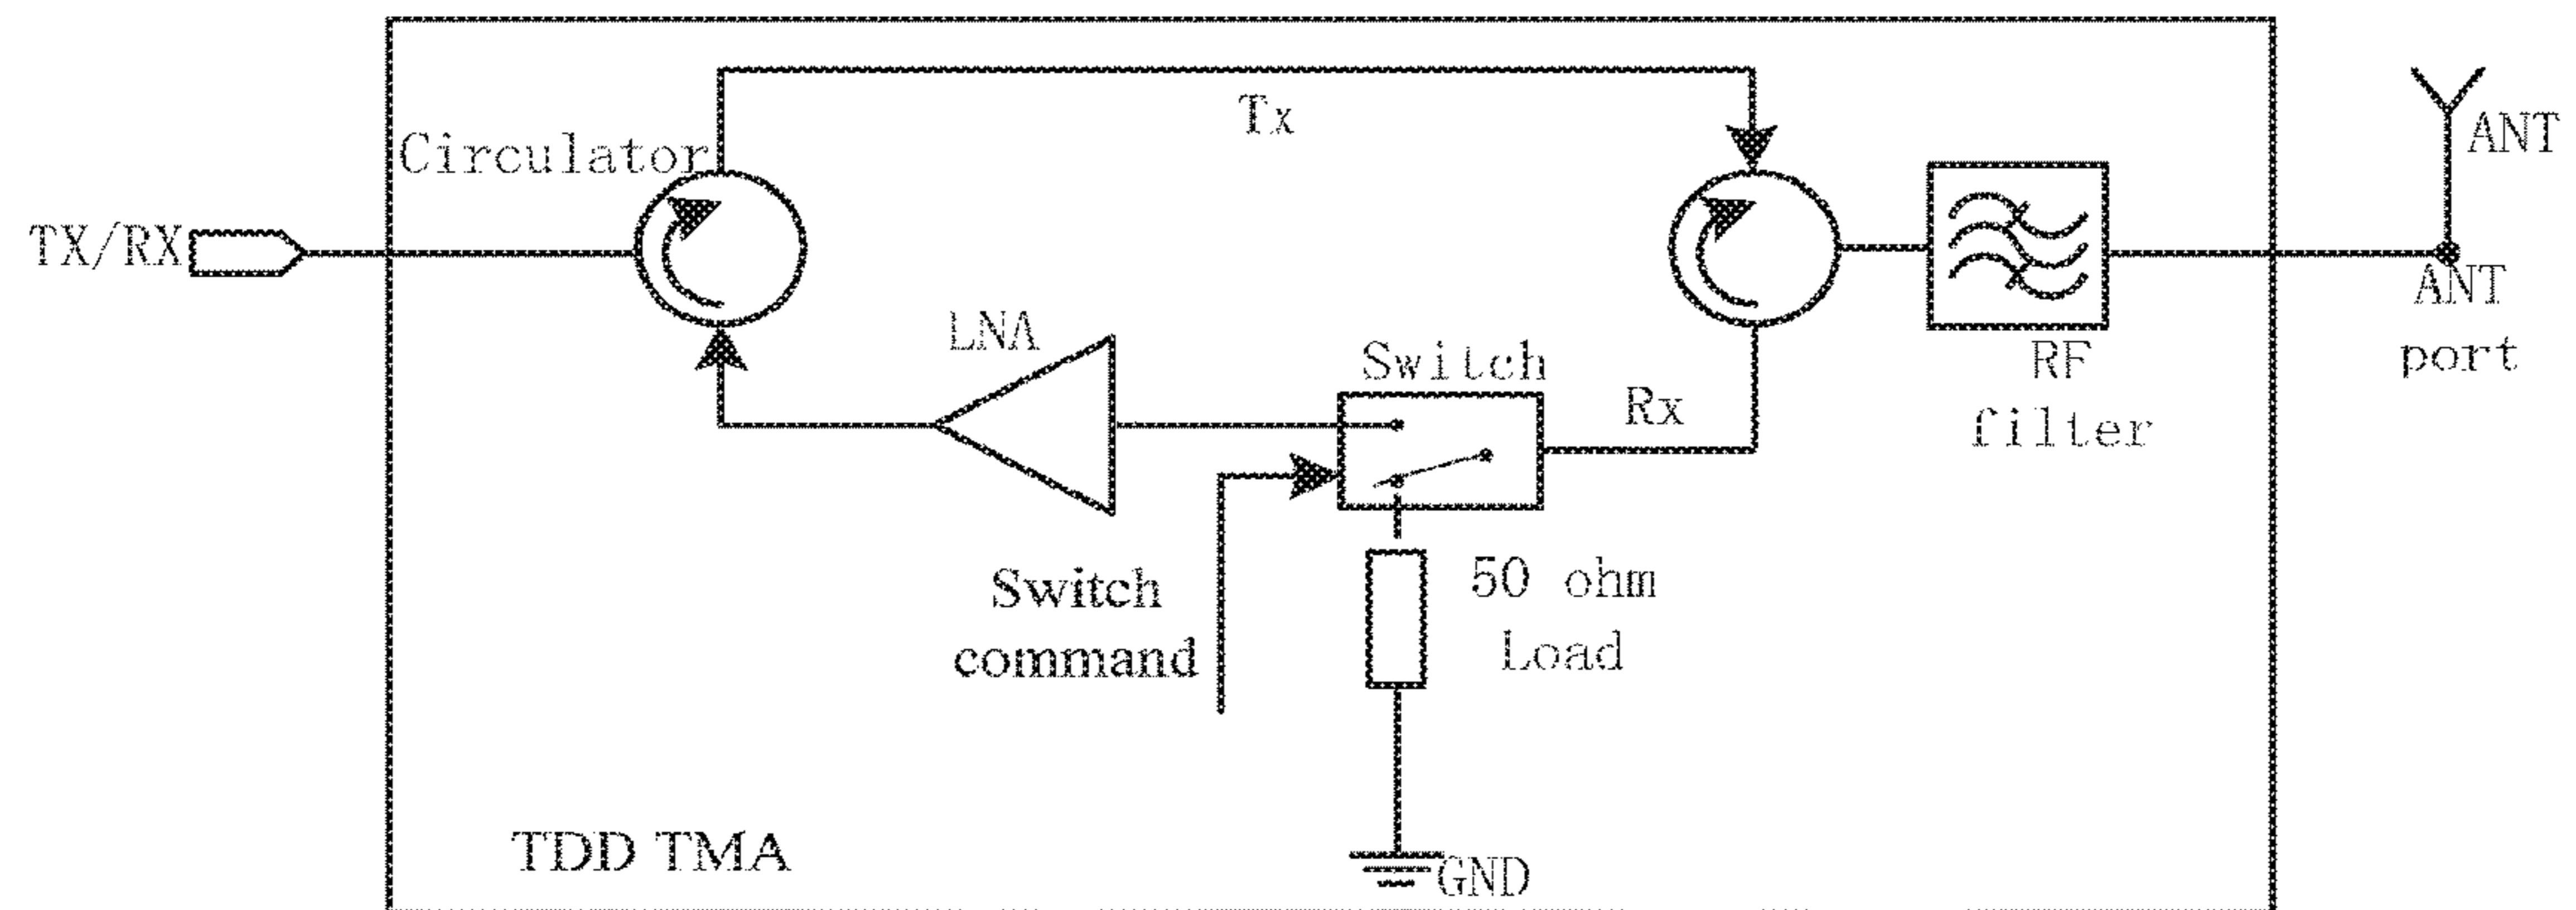 Tx
Circulator
ANT
TX/RX
ANT
port
LNA
Switch
Rx
RF
filter
Switch
command
50 ohm
Load
TDD TMA
GND